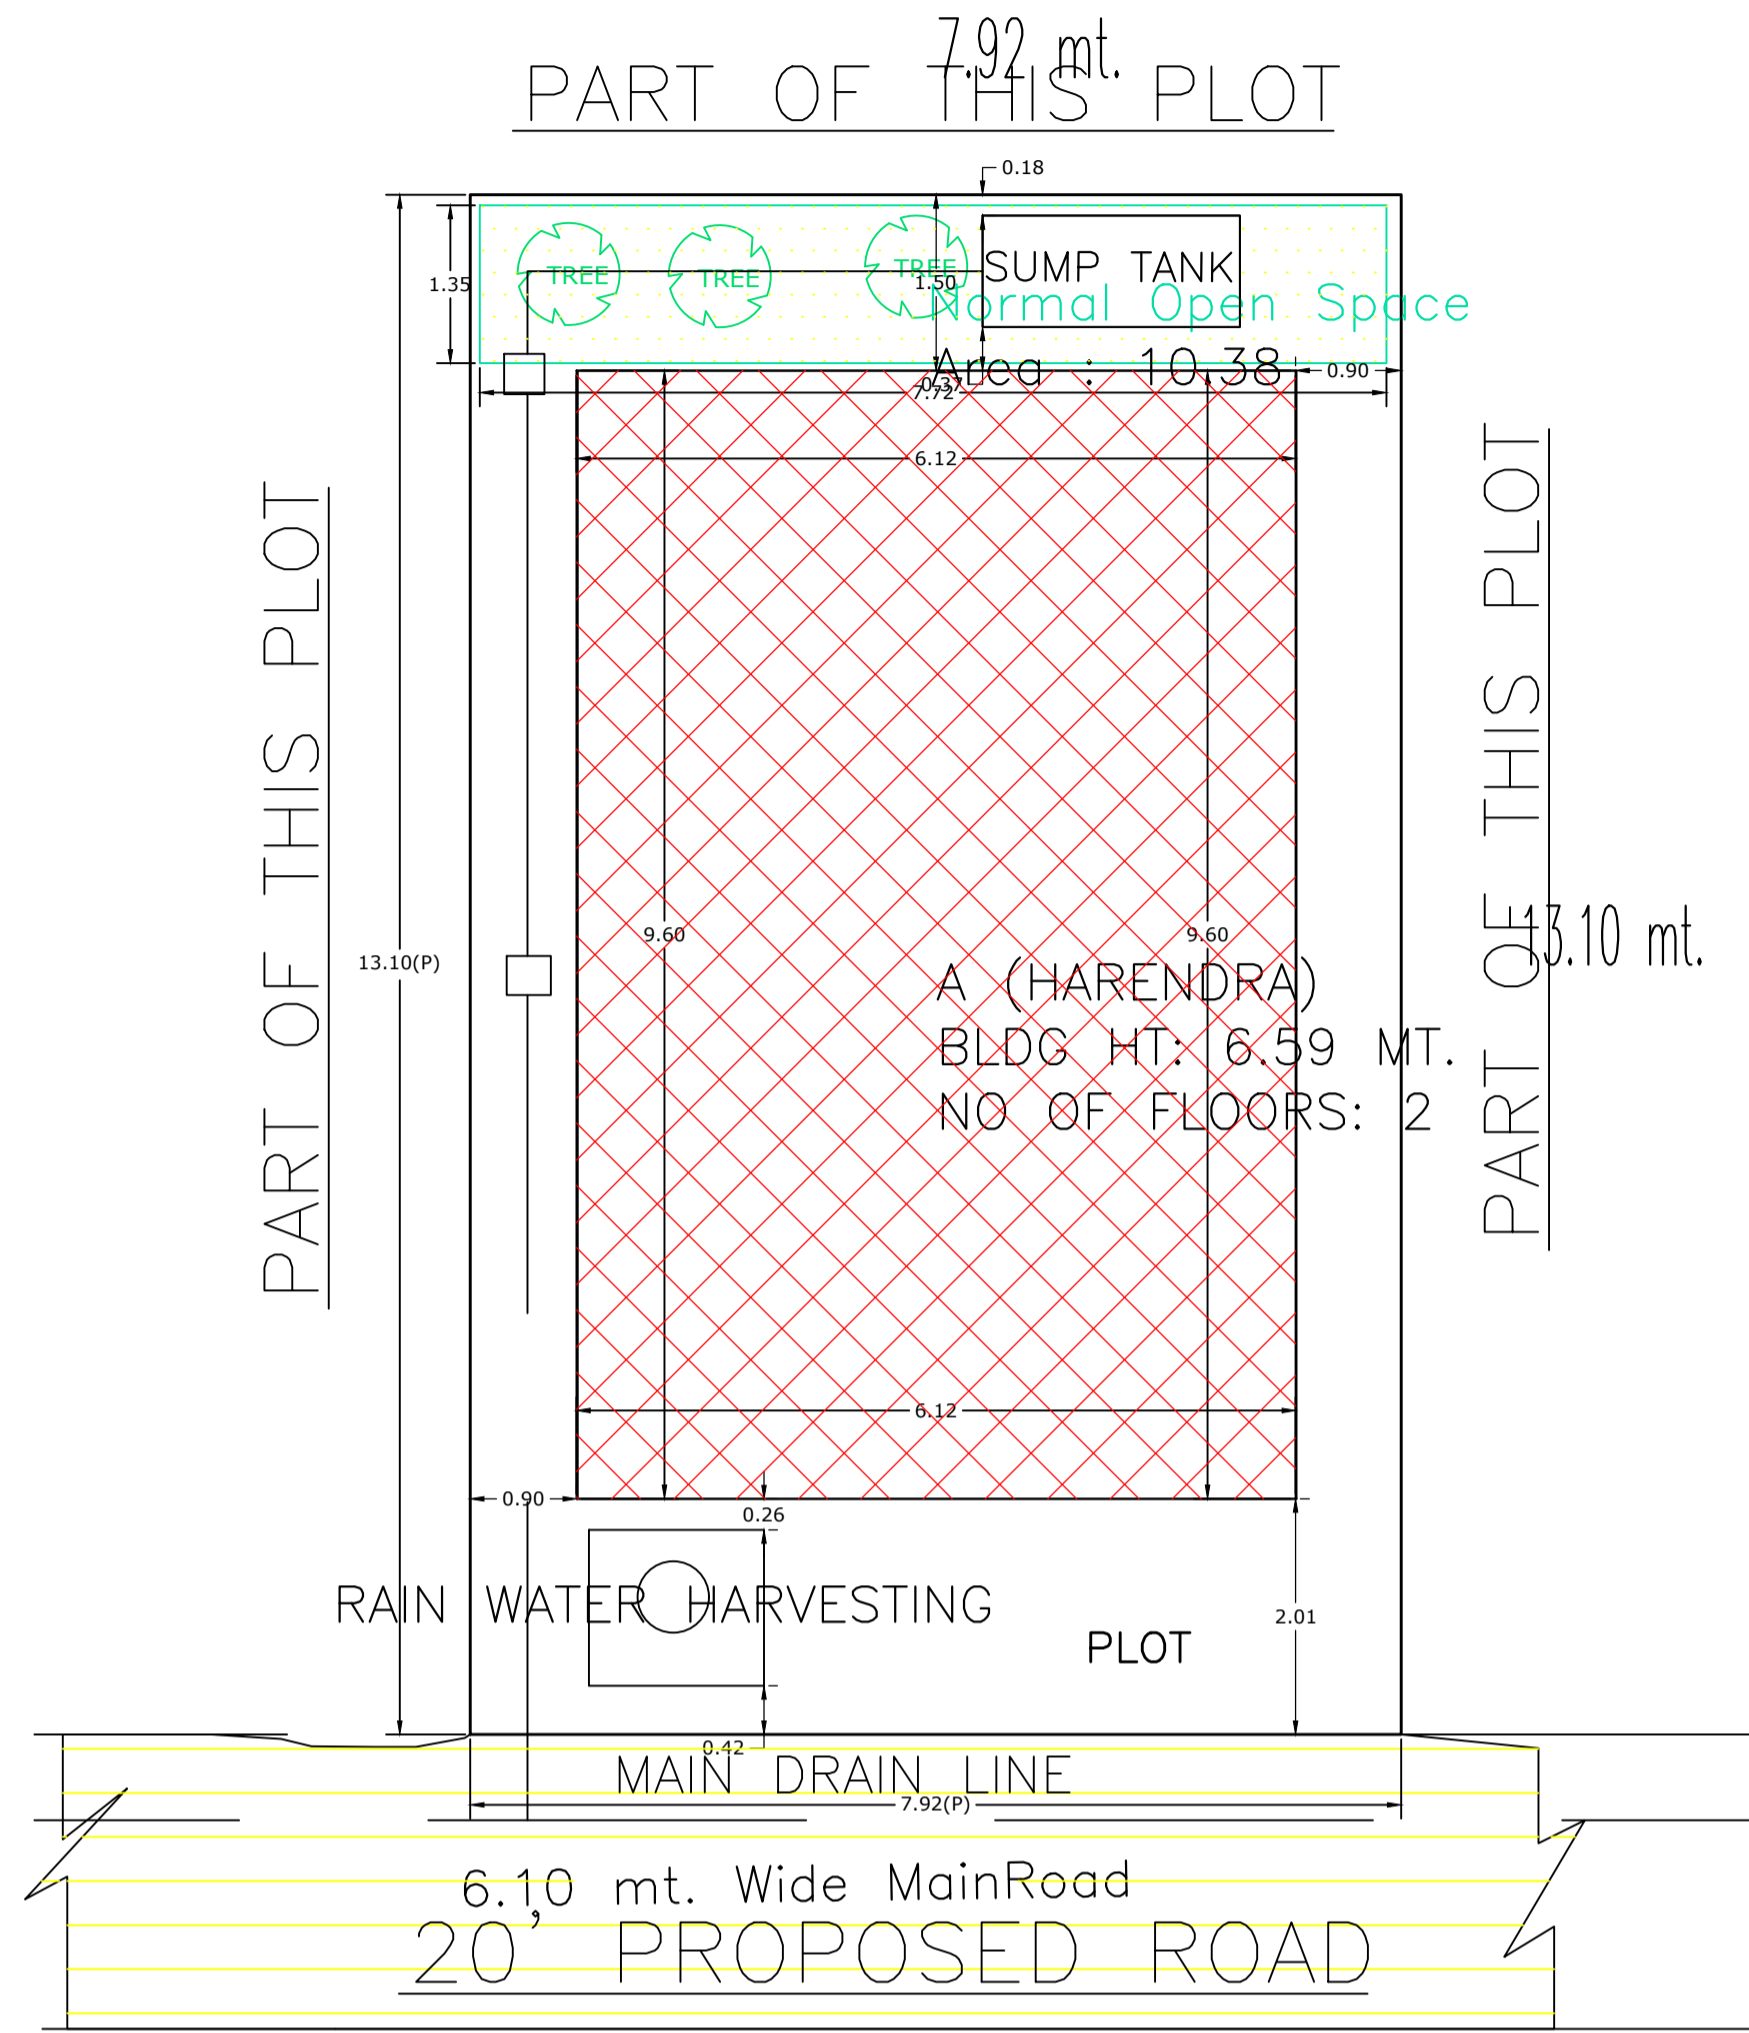 7.92 mt.
PART OF THIS PLOT
0.18
TREE
TREE
TREE
SUMP TANK
1.35
1.50
Normal Open Space
Area : 10.38
0.90
0.37
7.72
6.12
PART OF THIS PLOT
PART OF THIS PLOT
13.10 mt.
9.60
9.60
13.10(P)
A (HARENDRA)
BLDG HT: 6.59 MT.
NO OF FLOORS: 2
6.12
0.90
0.26
RAIN WATER HARVESTING
2.01
PLOT
0.42
MAIN DRAIN LINE
7.92(P)
6.10 mt. Wide MainRoad
20' PROPOSED ROAD